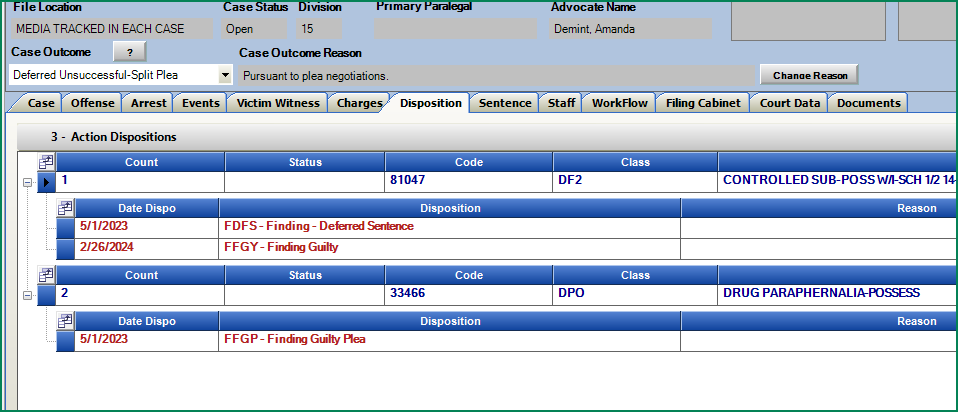 File Location Case Status Division Primary Paralegal Advocate Name
MEDIA TRACKED IN EACH CASE Open 15 Demint, Amanda
Case Outcome ? Case Outcome Reason
Deferred Unsuccessful-Split Plea Pursuant to plea negotiations. Change Reason
Case Offense Arrest Events Victim Witness Charges Disposition Sentence Staff WorkFlow Filing Cabinet Court Data Documents
3 - Action Dispositions
Count Status Code Class
1 81047 DF2 CONTROLLED SUB-POSS W/I-SCH 1/2 14-
Date Dispo Disposition Reason
5/1/2023 FDFS - Finding - Deferred Sentence
2/26/2024 FFGY - Finding Guilty
Count Status Code Class
2 33466 DPO DRUG PARAPHERNALIA-POSSESS
Date Dispo Disposition Reason
5/1/2023 FFGP - Finding Guilty Plea